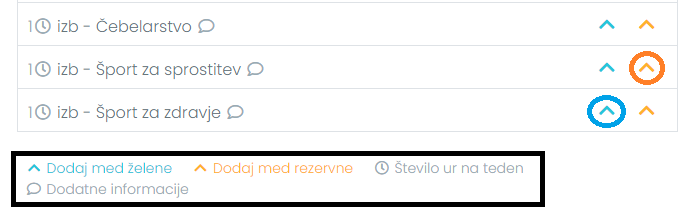 1 izb - Čebelarstvo
1 izb - Šport za sprostitev
1 izb - Šport za zdravje
Dodaj med želene Dodaj med rezervne Število ur na teden
Dodatne informacije